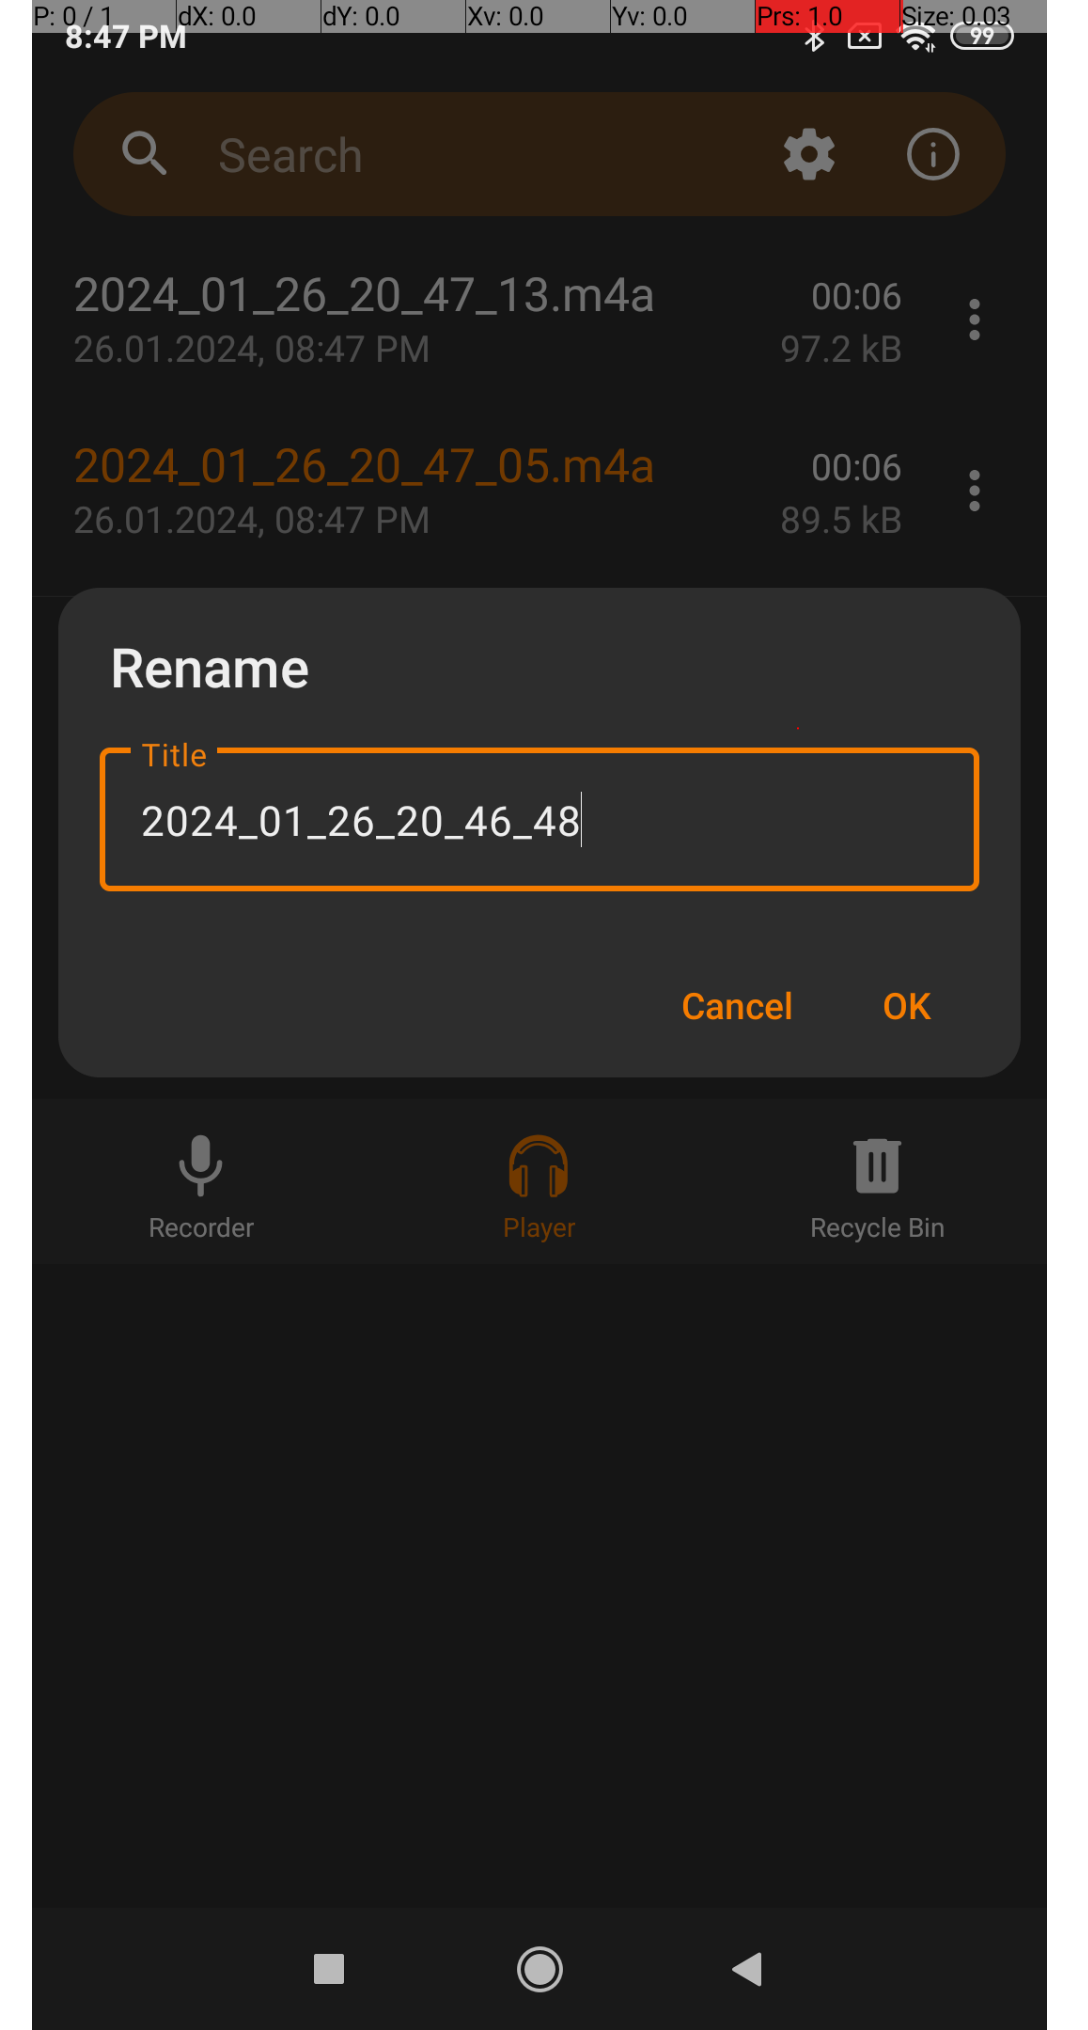 P: 0 / 1 dX: 0.0 dY: 0.0 Xv: 0.0 Yv: 0.0 Prs: 1.0 Size: 0.03
8:47 PM 99
Search
2024_01_26_20_47_13.m4a 00:06
26.01.2024, 08:47 PM 97.2 kB
2024_01_26_20_47_05.m4a 00:06
26.01.2024, 08:47 PM 89.5 kB
Rename
Title
2024_01_26_20_46_48
Cancel OK
Recorder Player Recycle Bin